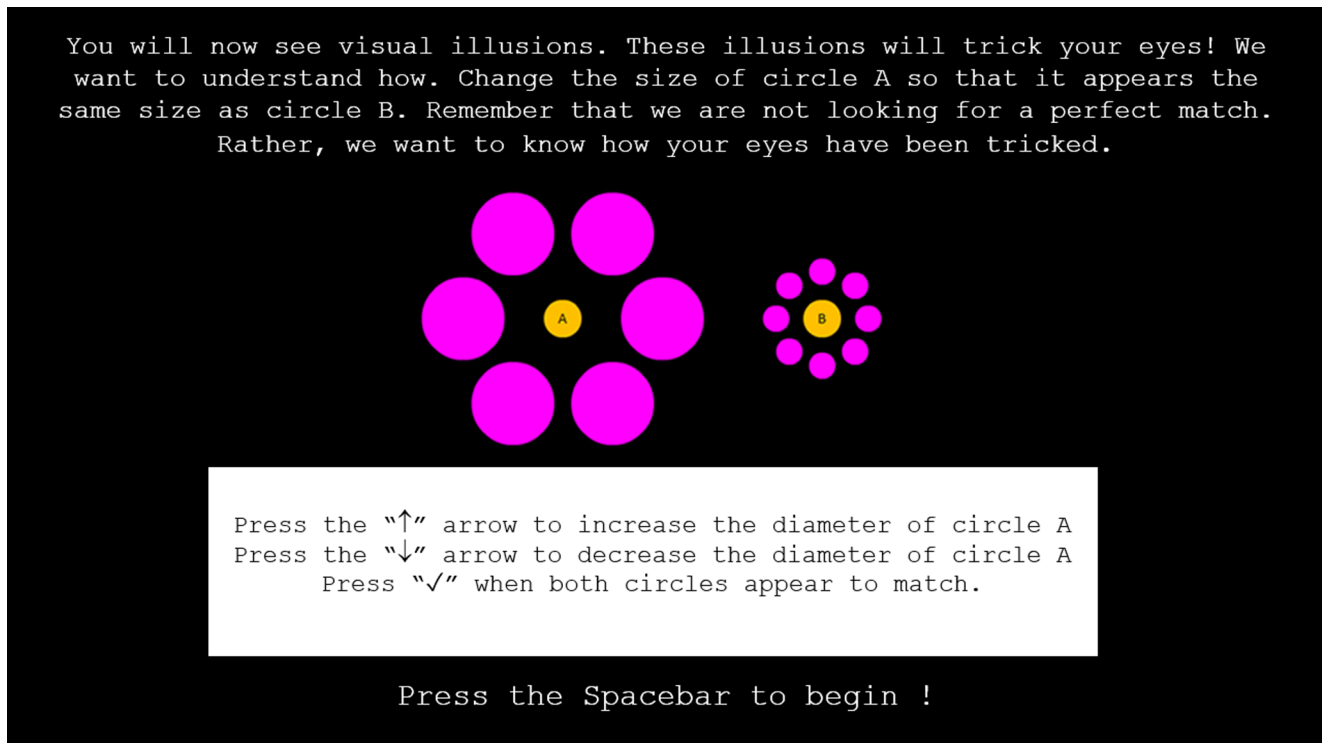 You will now see visual illusions. These illusions will trick your eyes! We
want to understand how. Change the size of circle A so that it appears the
same size as circle B. Remember that we are not looking for a perfect match.
Rather, we want to know how your eyes have been tricked.
A
B
Press the “↑” arrow to increase the diameter of circle A
Press the “↓” arrow to decrease the diameter of circle A
Press “✓” when both circles appear to match.
Press the Spacebar to begin !